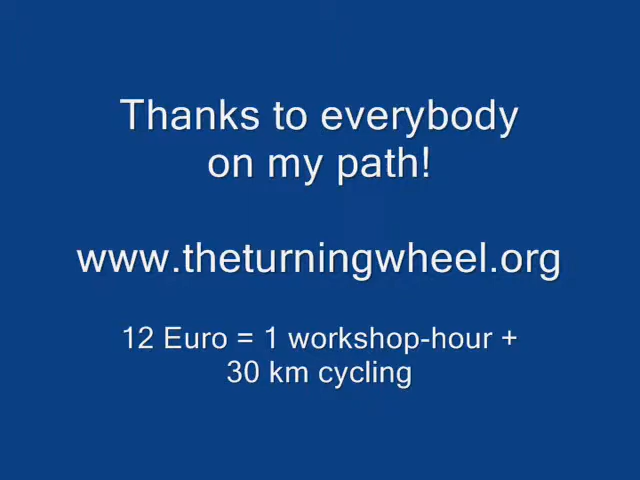 Thanks to everybody
on my path!
www.theturningwheel.org
12 Euro = 1 workshop-hour +
30 km cycling